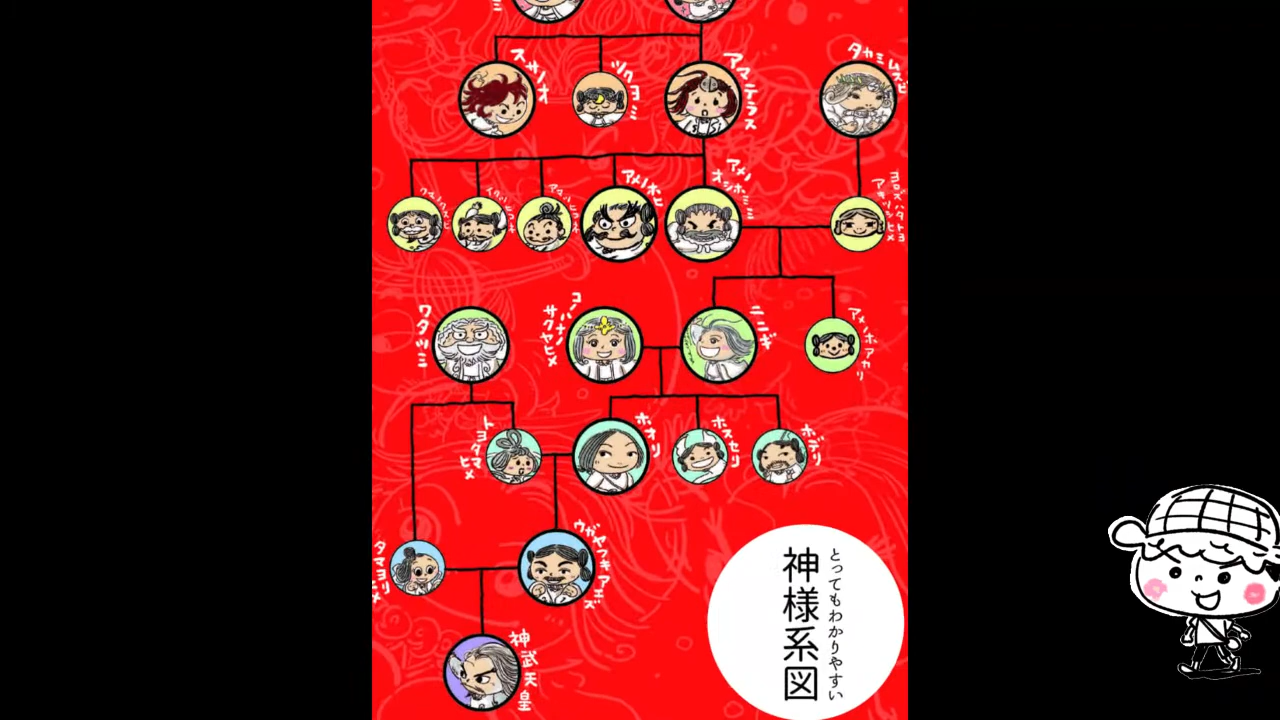 スサノオ
ツクヨミ
アマテラス
タカミムスビ
アメノホヒ
アメノ
オシホミミ
ヨロズハタトヨ
アキツシヒメ
ワタツミ
コノハナノ
サクヤヒメ
ニニギ
アメノホアカリ
トヨタマ
ヒメ
ホオリ
ホスセリ
ホデリ
タマヨリ
ウガヤフキアエズ
神武天皇
とってもわかりやすい
神様系図